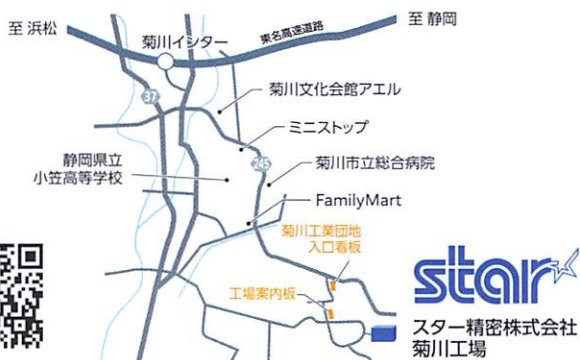 至 浜松
菊川インター
東名高速道路
至 静岡
37
菊川文化会館アエル
ミニストップ
静岡県立
小笠高等学校
245
菊川市立総合病院
FamilyMart
菊川工業団地
入口看板
工場案内板
star
スター精密株式会社
菊川工場